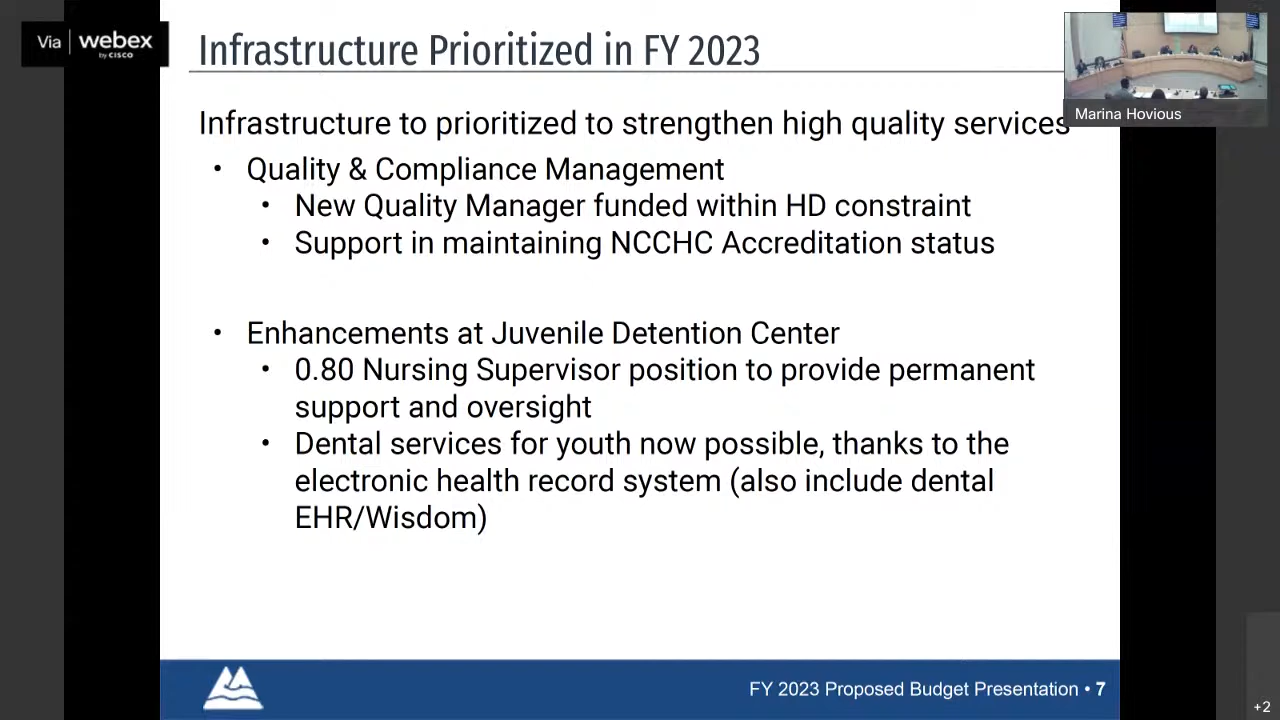 Via webex
by CISCO
Infrastructure Prioritized in FY 2023
Marina Hovious
Infrastructure to prioritized to strengthen high quality services
• Quality & Compliance Management
• New Quality Manager funded within HD constraint
• Support in maintaining NCCHC Accreditation status
• Enhancements at Juvenile Detention Center
• 0.80 Nursing Supervisor position to provide permanent
support and oversight
• Dental services for youth now possible, thanks to the
electronic health record system (also include dental
EHR/Wisdom)
FY 2023 Proposed Budget Presentation • 7
+2